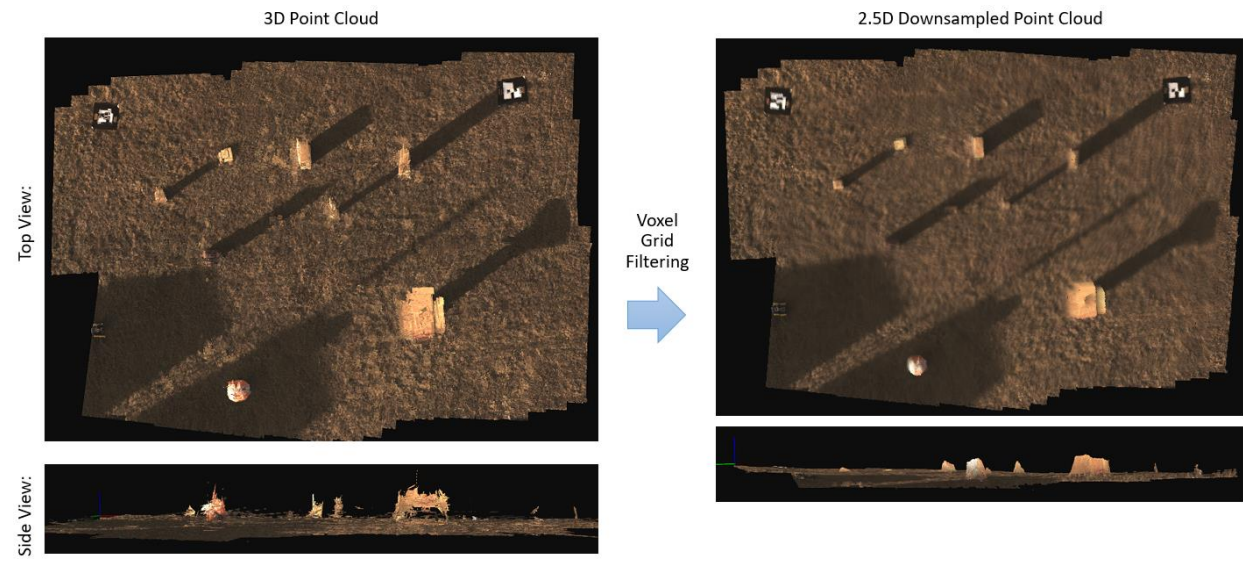 3D Point Cloud
2.5D Downsampled Point Cloud
Top View:
Voxel
Grid
Filtering
Side View: